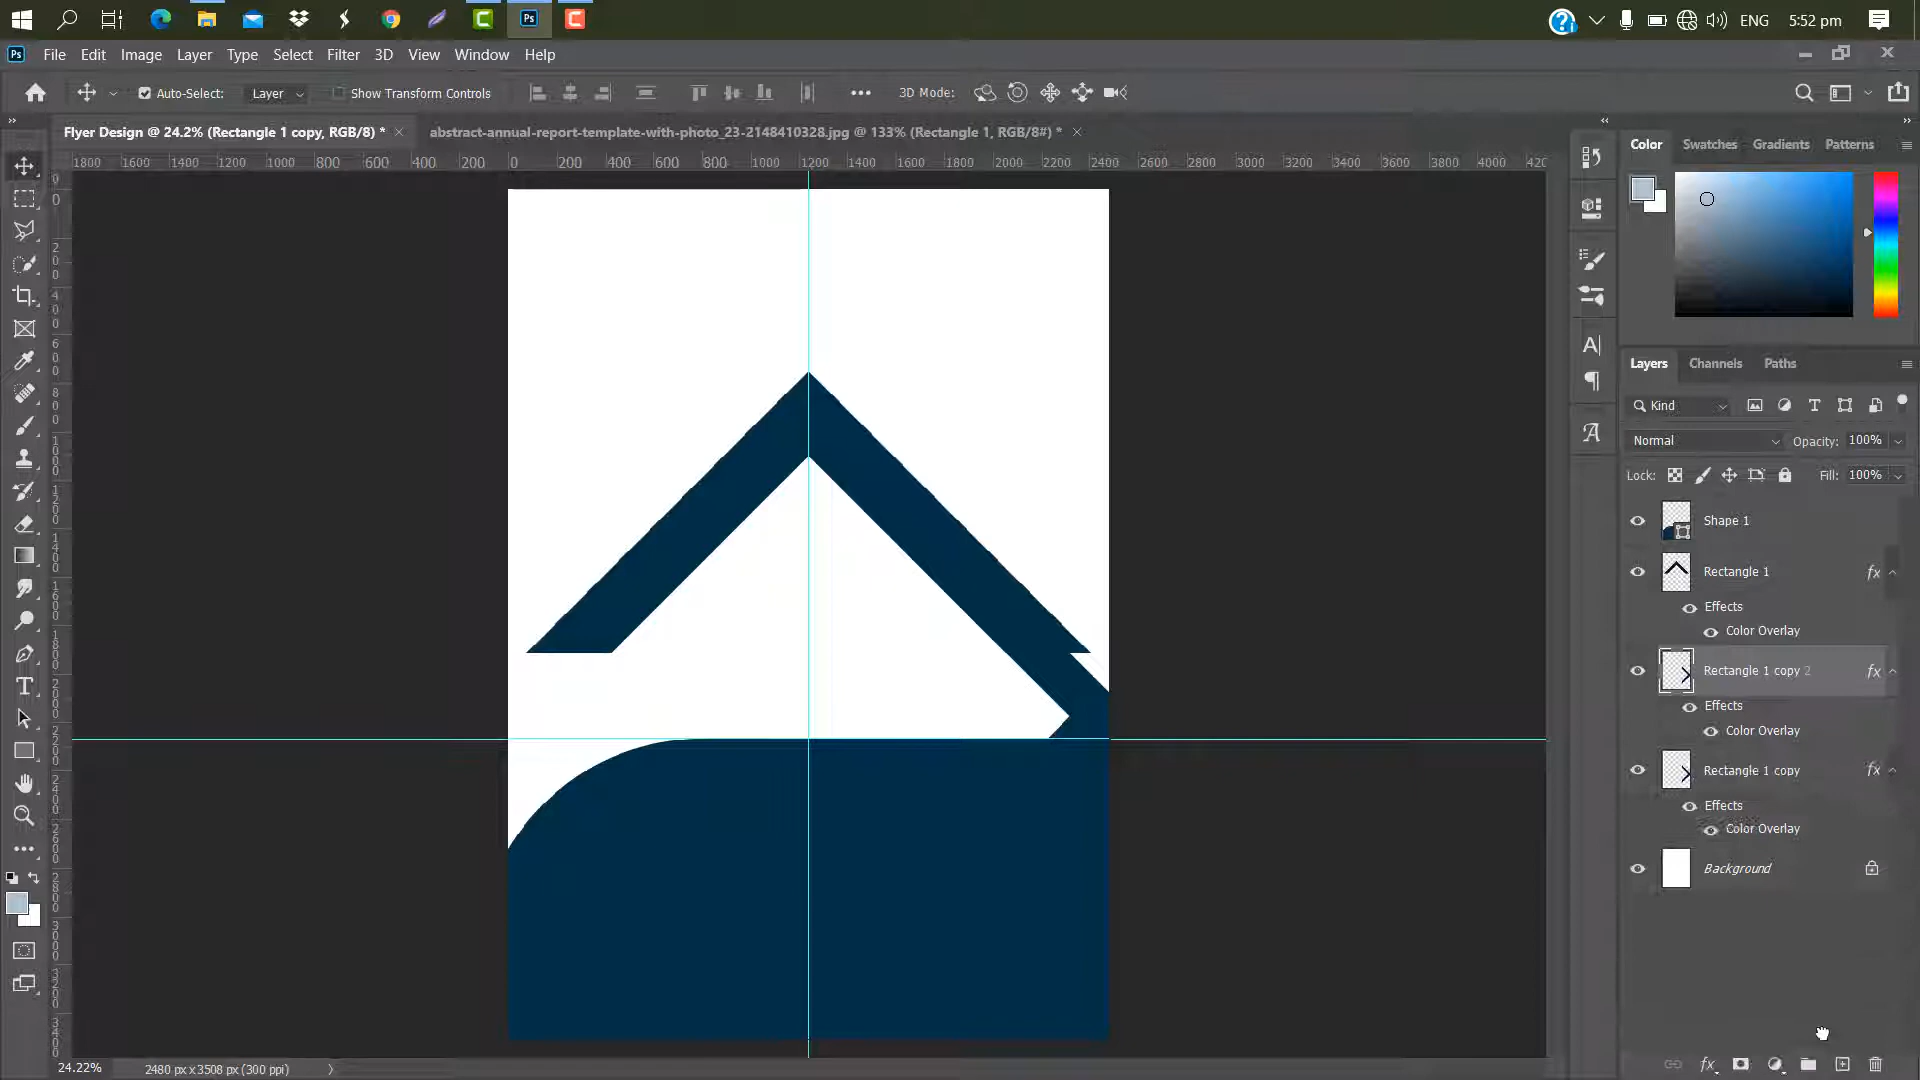 ENG
5:52 pm
Ps
File Edit Image Layer Type Select Filter 3D View Window Help
Auto-Select: Layer Show Transform Controls 3D Mode:
Flyer Design @ 24.2% (Rectangle 1 copy, RGB/8) * abstract-annual-report-template-with-photo_23-2148410328.jpg @ 133% (Rectangle 1, RGB/8#) *
1800 1600 1400 1200 1000 800 600 400 200 0 200 400 600 800 1000 1200 1400 1600 1800 2000 2200 2400 2600 2800 3000 3200 3400 3600 3800 4000 420
Color Swatches Gradients Patterns
Layers Channels Paths
Kind
Normal Opacity: 100%
Lock: Fill: 100%
Shape 1
Rectangle 1 fx
Effects
Color Overlay
Rectangle 1 copy 2 fx
Effects
Color Overlay
Rectangle 1 copy fx
Effects
Color Overlay
Background
24.22% 2480 px x 3508 px (300 ppi)